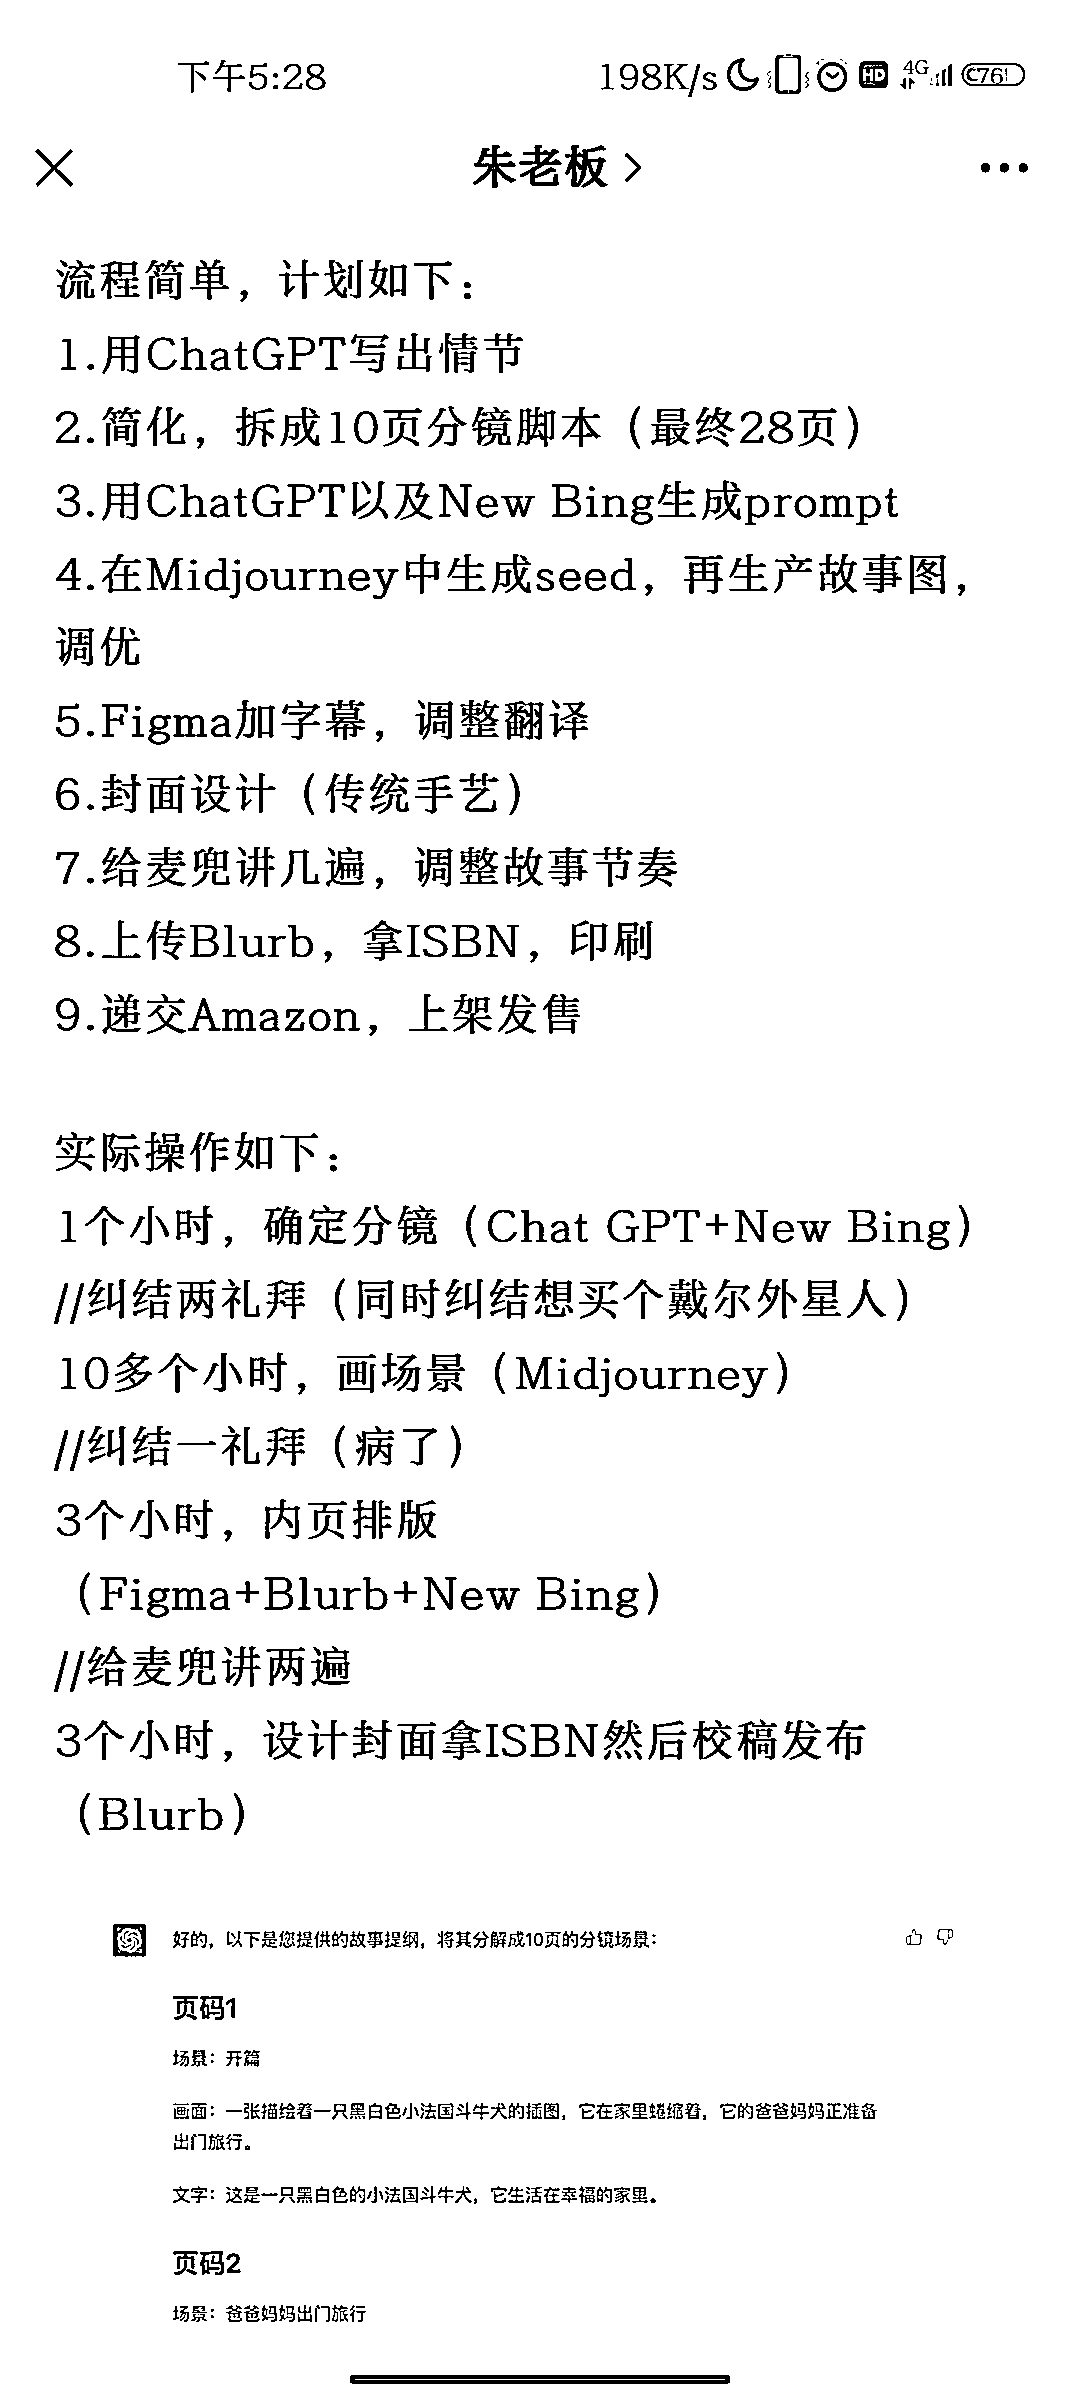 下午5:28
198K/s HD 4G 76
朱老板 >
流程简单，计划如下：
1.用ChatGPT写出情节
2.简化，拆成10页分镜脚本（最终28页）
3.用ChatGPT以及New Bing生成prompt
4.在Midjourney中生成seed，再生产故事图，
调优
5.Figma加字幕，调整翻译
6.封面设计（传统手艺）
7.给麦兜讲几遍，调整故事节奏
8.上传Blurb，拿ISBN，印刷
9.递交Amazon，上架发售
实际操作如下：
1个小时，确定分镜（Chat GPT+New Bing）
//纠结两礼拜（同时纠结想买个戴尔外星人）
10多个小时，画场景（Midjourney）
//纠结一礼拜（病了）
3个小时，内页排版
（Figma+Blurb+New Bing）
//给麦兜讲两遍
3个小时，设计封面拿ISBN然后校稿发布
（Blurb）
好的，以下是您提供的故事提纲，将其分解成10页的分镜场景：
页码1
场景：开篇
画面：一张描绘着一只黑白色小法国斗牛犬的插图，它在家里蜷缩着，它的爸爸妈妈正准备
出门旅行。
文字：这是一只黑白色的小法国斗牛犬，它生活在幸福的家里。
页码2
场景：爸爸妈妈出门旅行